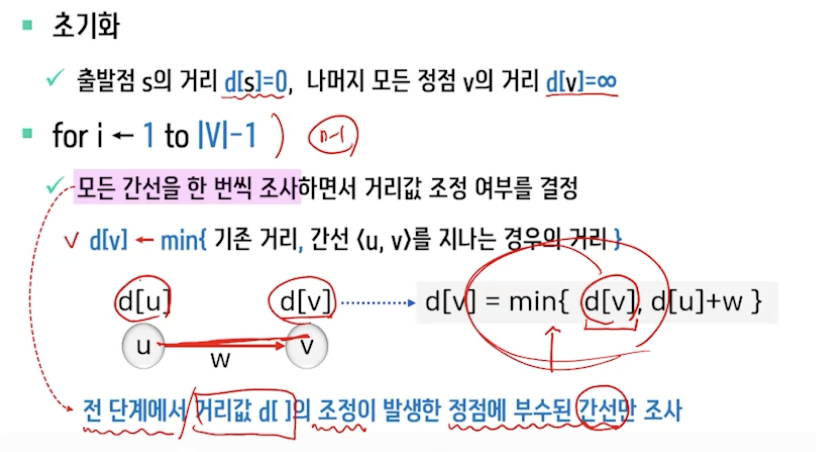 초기화
✓ 출발점 s의 거리 d[s]=0, 나머지 모든 정점 v의 거리 d[v]=∞
for i ← 1 to |V|-1 ) n-1
✓ 모든 간선을 한 번씩 조사하면서 거리값 조정 여부를 결정
✓ d[v] ← min{ 기존 거리, 간선 ⟨u, v⟩를 지나는 경우의 거리 }
d[u] d[v] d[v] = min{ d[v], d[u]+w }
u w v
전 단계에서 거리값 d[ ]의 조정이 발생한 정점에 부수된 간선만 조사